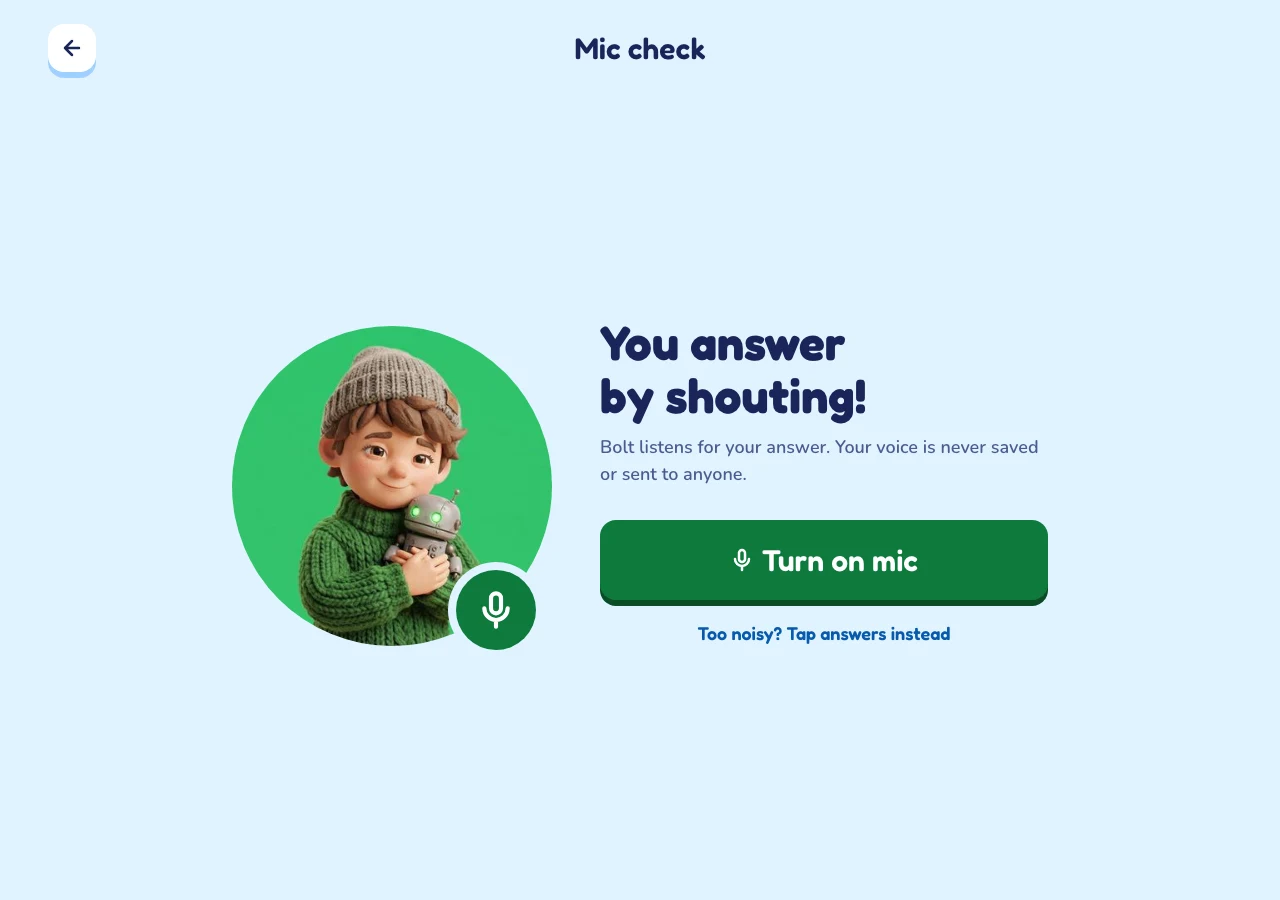 Mic check
You answer
by shouting!
Bolt listens for your answer. Your voice is never saved
or sent to anyone.
Turn on mic
Too noisy? Tap answers instead